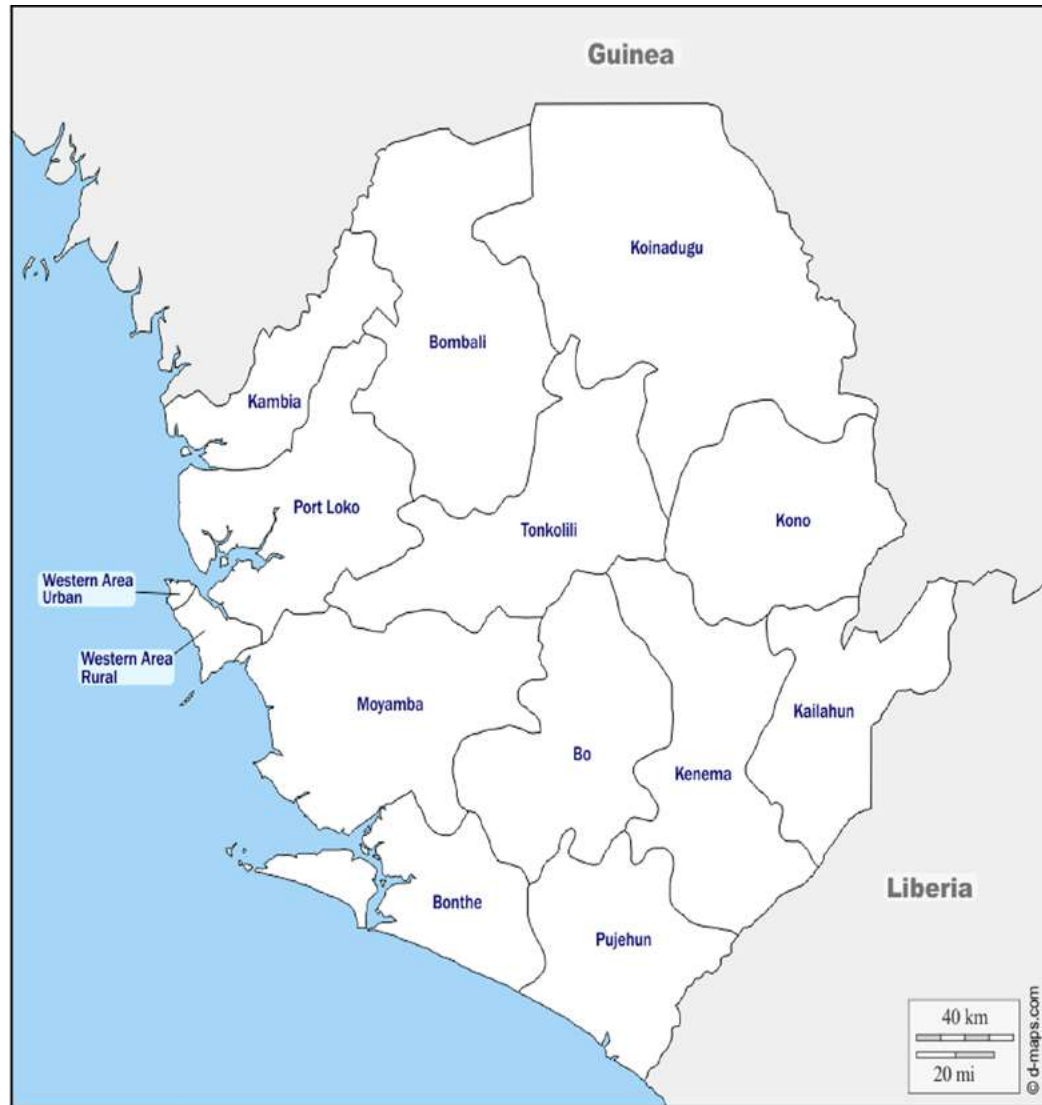 Guinea
Koinadugu
Bombali
Kambia
Port Loko
Tonkolili
Kono
Western Area
Urban
Western Area
Rural
Moyamba
Kailahun
Bo
Kenema
Liberia
Bonthe
Pujehun
40 km
20 mi
© d-maps.com